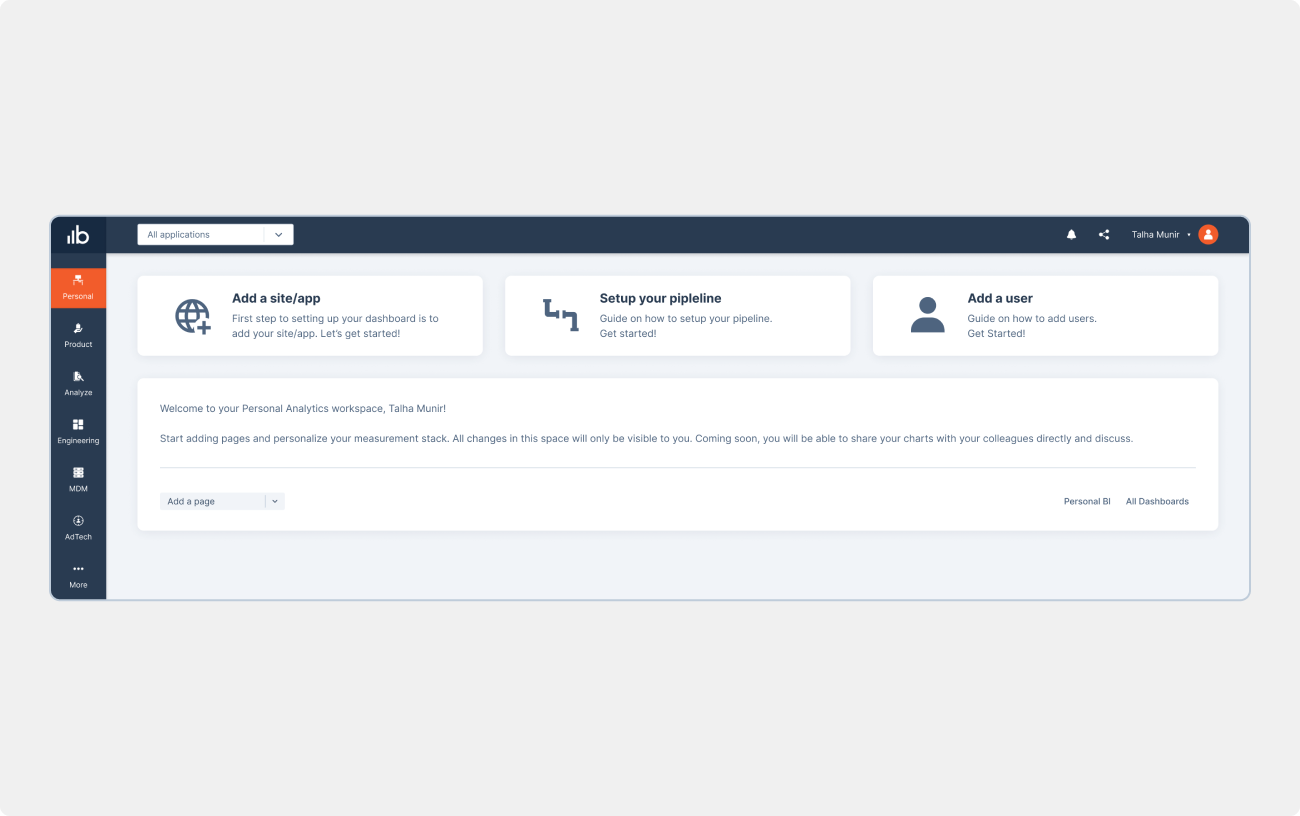 All applications
Talha Munir
Personal
Product
Analyze
Engineering
MDM
AdTech
More
Add a site/app
First step to setting up your dashboard is to
add your site/app. Let's get started!
Setup your pipleline
Guide on how to setup your pipeline.
Get started!
Add a user
Guide on how to add users.
Get Started!
Welcome to your Personal Analytics workspace, Talha Munir!
Start adding pages and personalize your measurement stack. All changes in this space will only be visible to you. Coming soon, you will be able to share your charts with your colleagues directly and discuss.
Add a page
Personal BI
All Dashboards